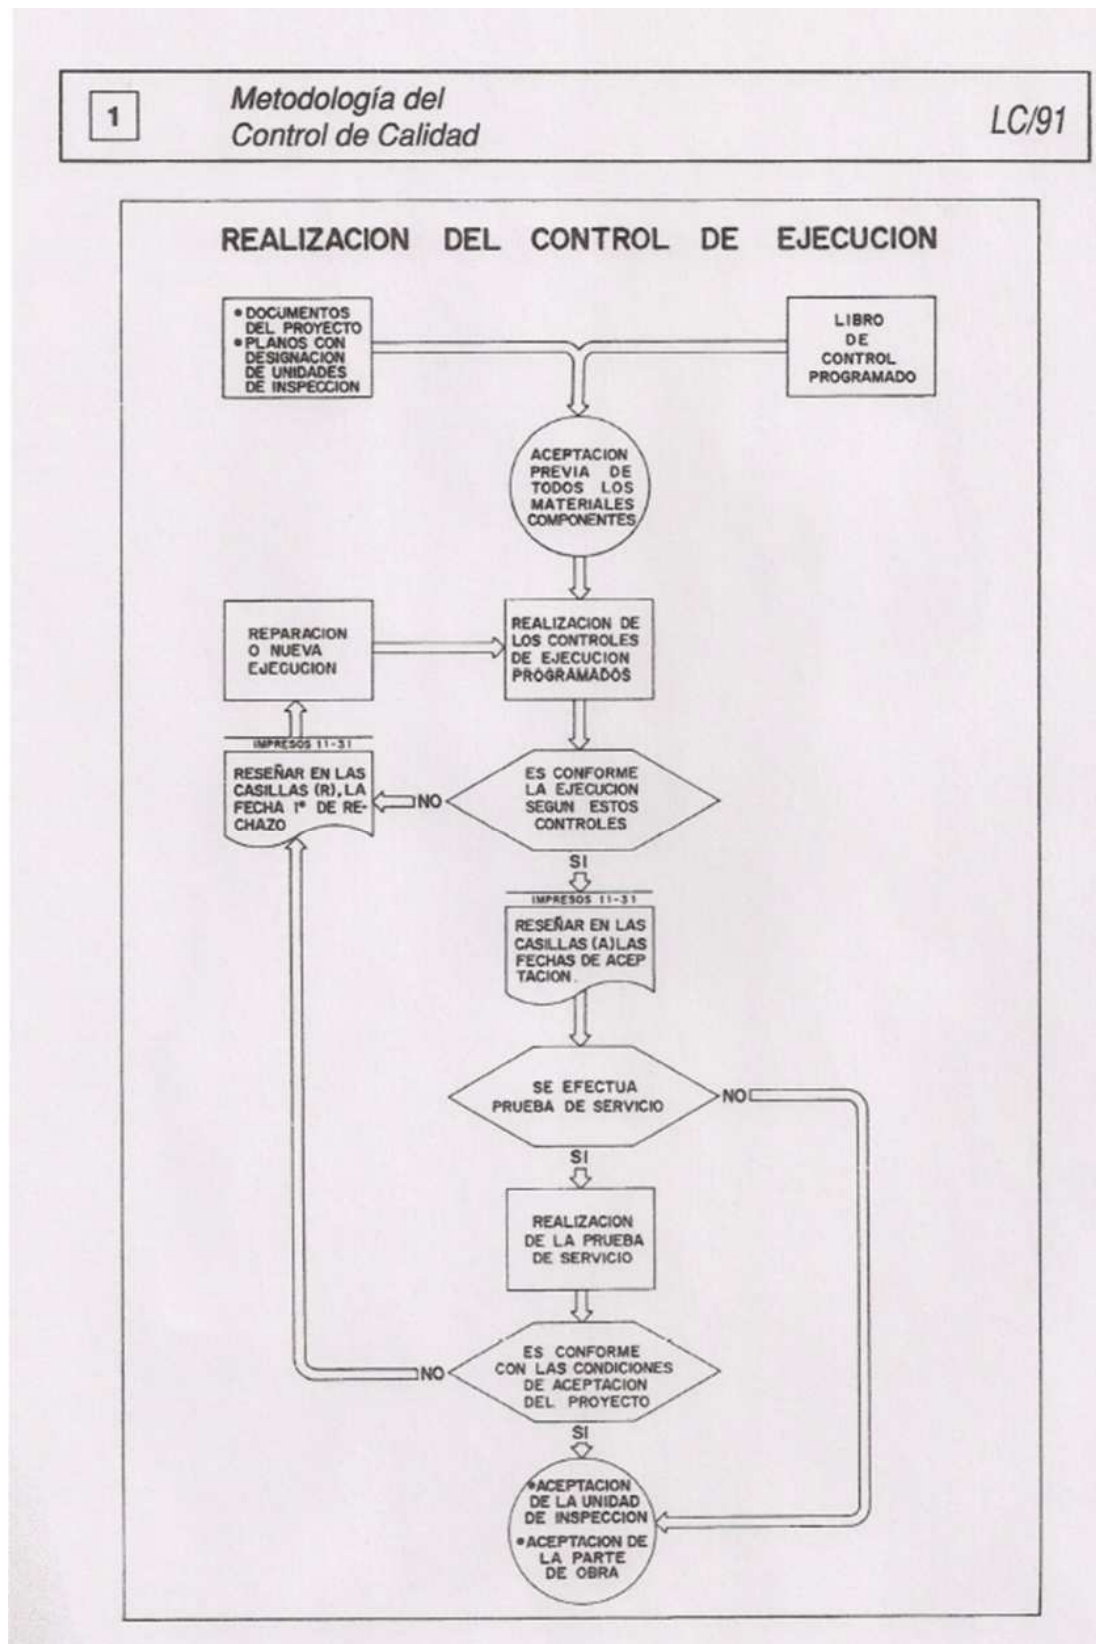 1
Metodología del
Control de Calidad
LC/91
REALIZACION DEL CONTROL DE EJECUCION
•DOCUMENTOS
DEL PROYECTO
•PLANOS CON
DESIGNACION
DE UNIDADES
DE INSPECCION
LIBRO
DE
CONTROL
PROGRAMADO
ACEPTACION
PREVIA DE
TODOS LOS
MATERIALES
COMPONENTES
REPARACION
O NUEVA
EJECUCION
REALIZACION DE
LOS CONTROLES
DE EJECUCION
PROGRAMADOS
IMPRESOS 11-31
RESEÑAR EN LAS
CASILLAS (R), LA
FECHA 1ª DE RE-
CHAZO
NO
ES CONFORME
LA EJECUCION
SEGUN ESTOS
CONTROLES
SI
IMPRESOS 11-31
RESEÑAR EN LAS
CASILLAS (A) LAS
FECHAS DE ACEP
TACION.
SE EFECTUA
PRUEBA DE SERVICIO
NO
SI
REALIZACION
DE LA PRUEBA
DE SERVICIO
NO
ES CONFORME
CON LAS CONDICIONES
DE ACEPTACION
DEL PROYECTO
SI
•ACEPTACION
DE LA UNIDAD
DE INSPECCION
•ACEPTACION DE
LA PARTE
DE OBRA